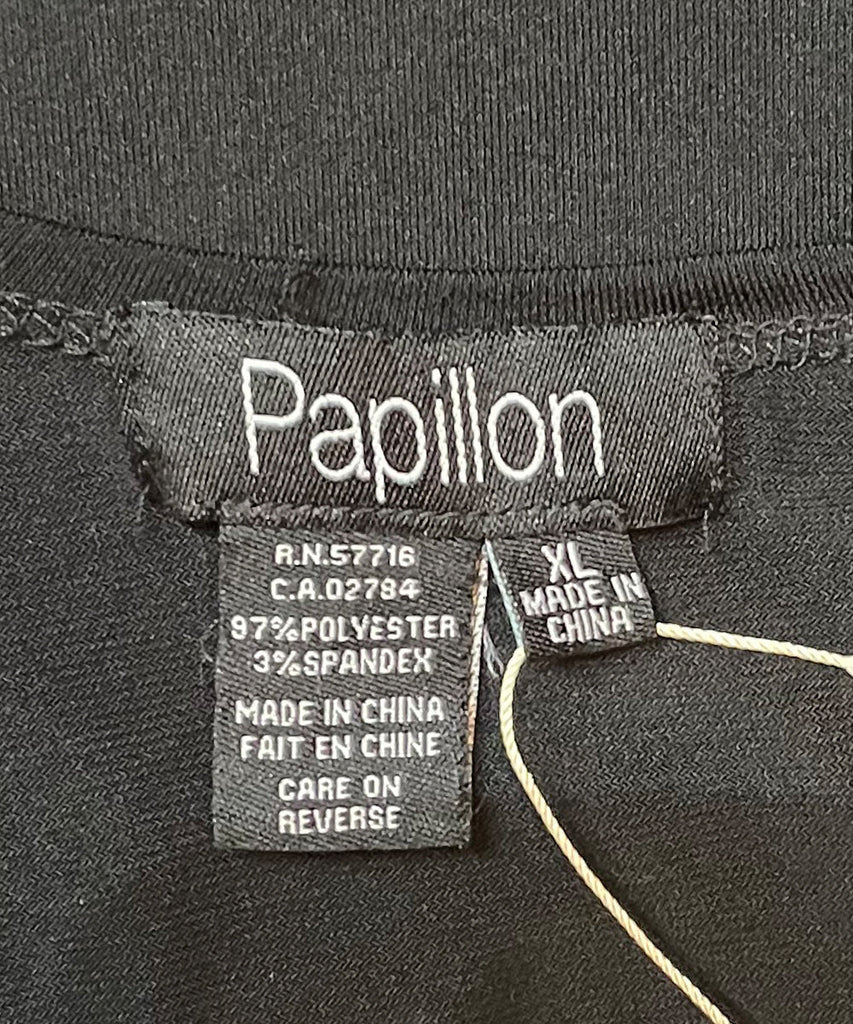 Papillon
R.N.57716
C.A.02784
97%POLYESTER
3%SPANDEX
MADE IN CHINA
FAIT EN CHINE
CARE ON
REVERSE
XL
MADE IN
CHINA